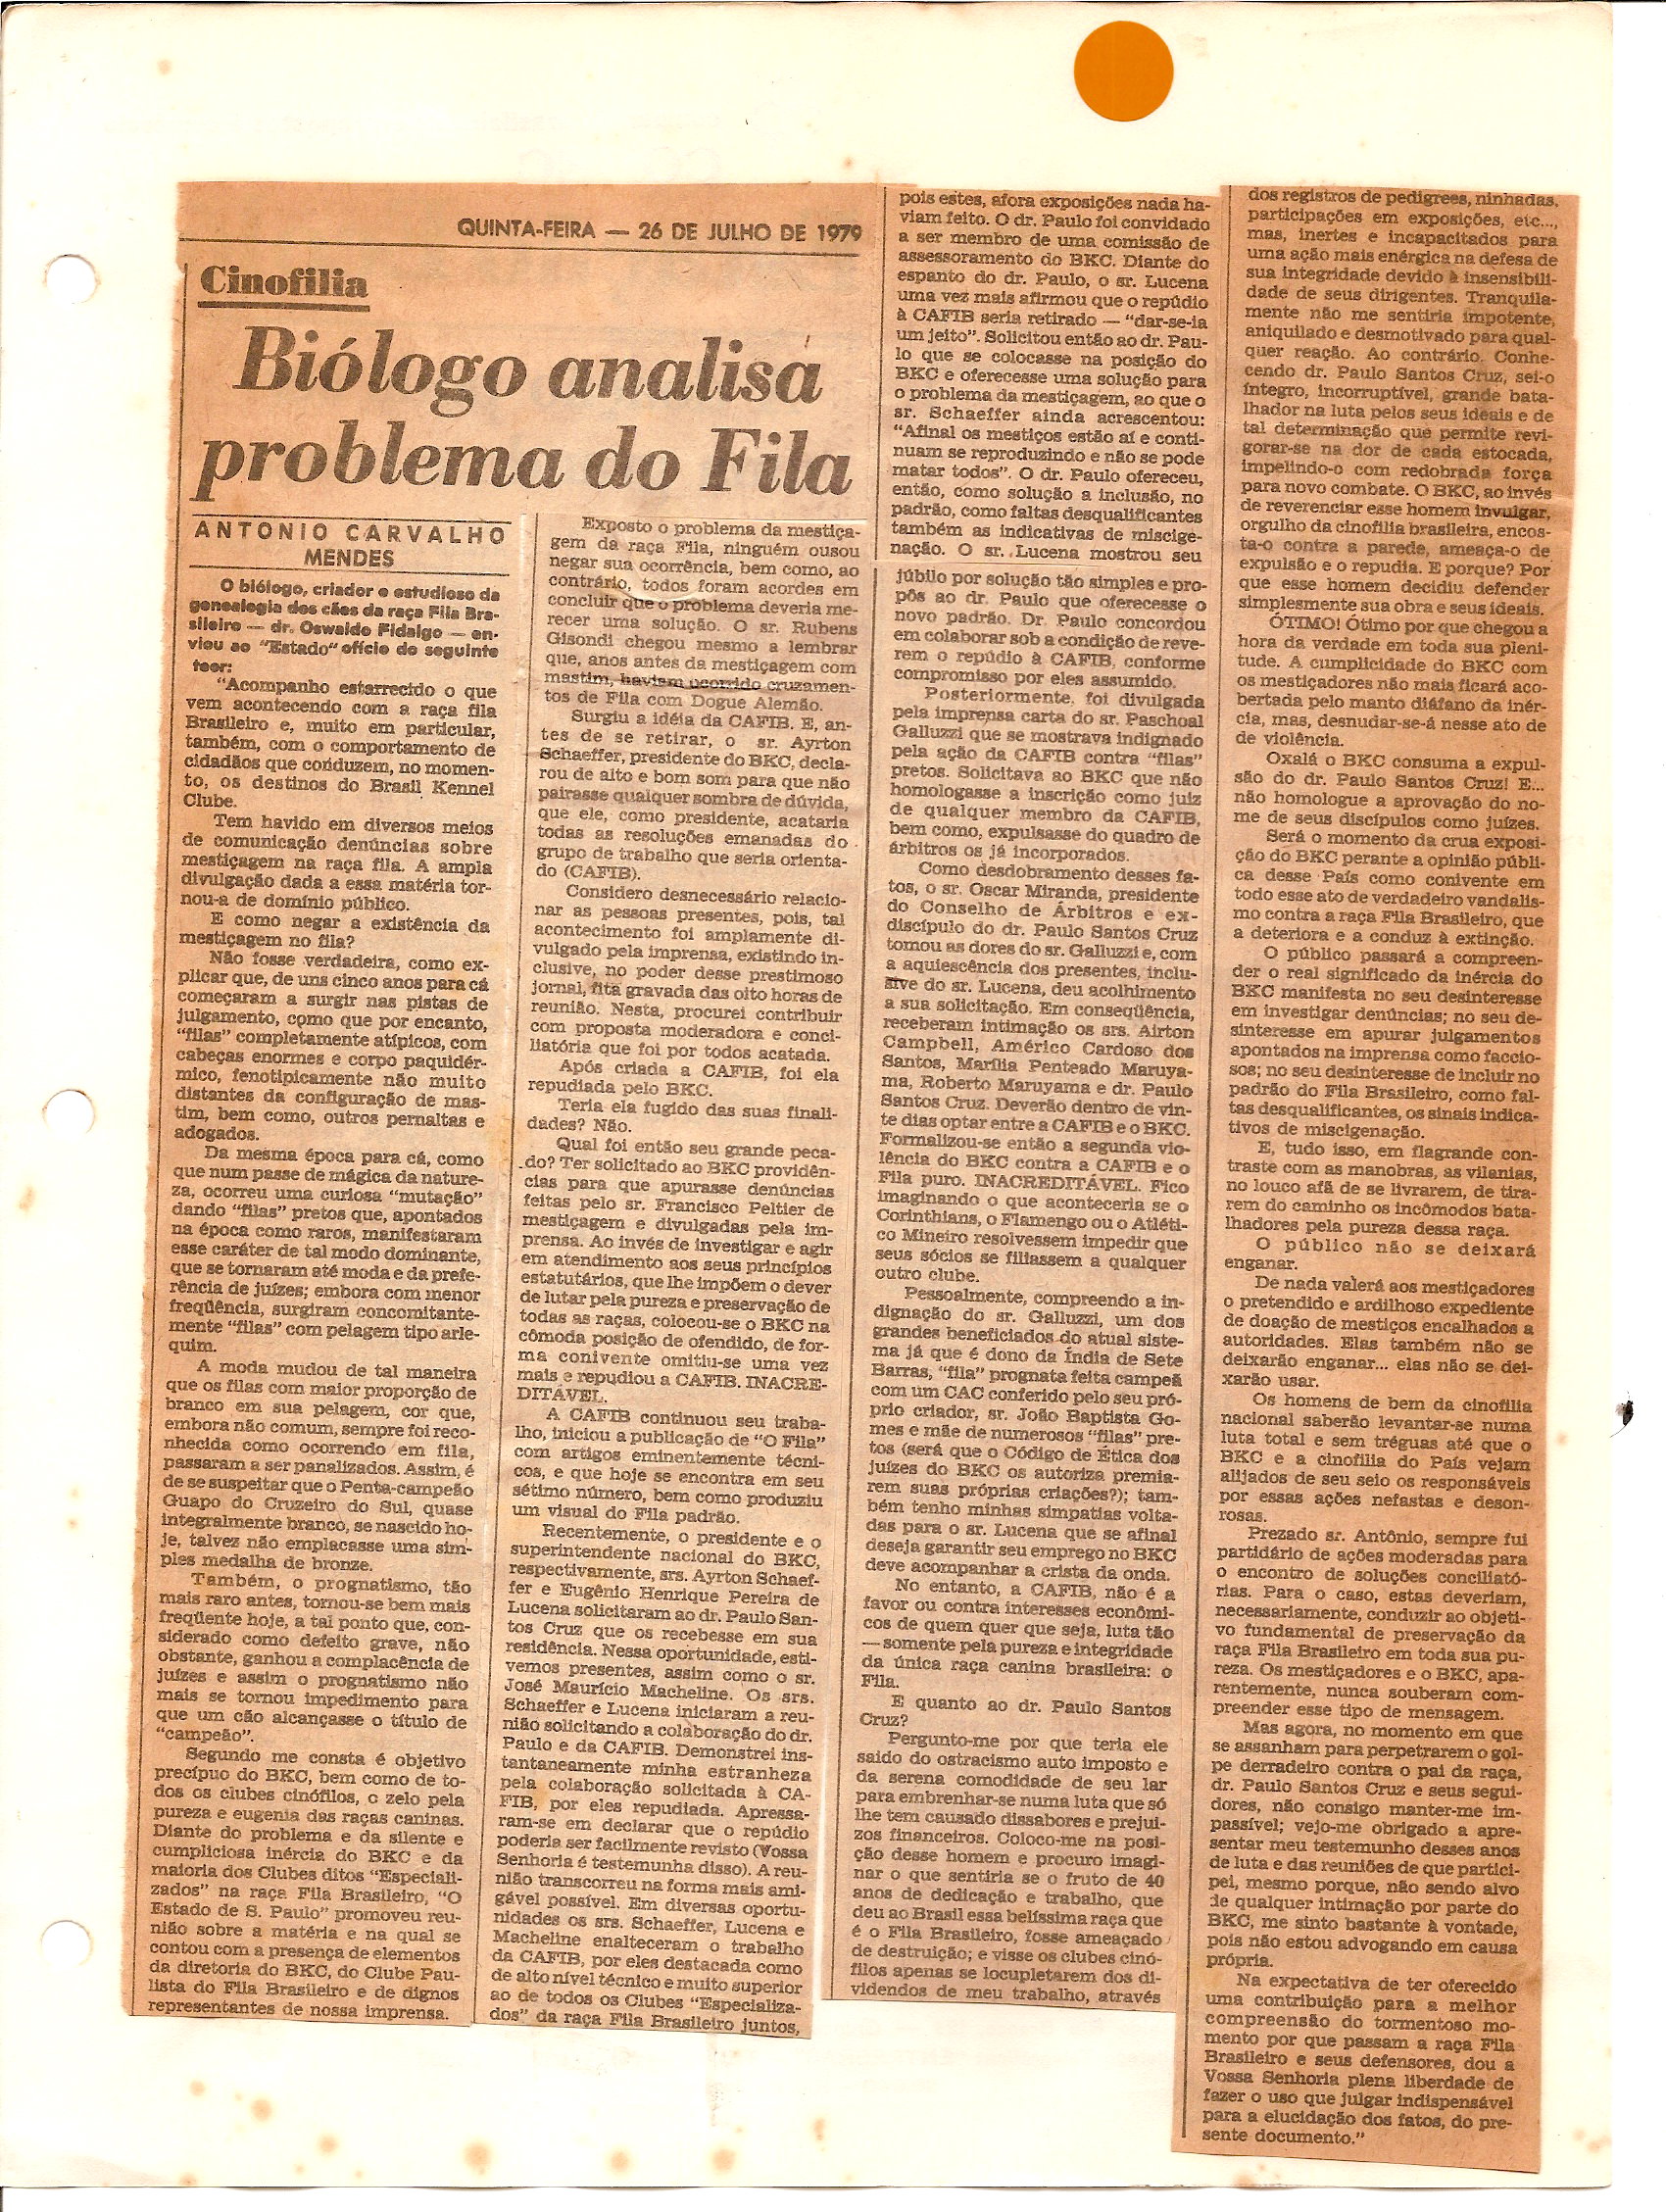 QUINTA-FEIRA — 26 DE JULHO DE 1979
Cinofilia
Biólogo analisa
problema do Fila
ANTONIO CARVALHO
MENDES
O biólogo, criador e estudioso da
genealogia dos cães da raça Fila Bra-
sileiro — dr. Oswaldo Fidalgo — en-
viou ao "Estado" ofício do seguinte
teor:
"Acompanho estarrecido o que
vem acontecendo com a raça fila
Brasileiro e, muito em particular,
também, com o comportamento de
cidadãos que conduzem, no momen-
to, os destinos do Brasil Kennel
Clube.
Tem havido em diversos meios
de comunicação denúncias sobre
mestiçagem na raça fila. A ampla
divulgação dada a essa matéria tor-
nou-a de domínio público.
E como negar a existência da
mestiçagem no fila?
Não fosse verdadeira, como ex-
plicar que, de uns cinco anos para cá
começaram a surgir nas pistas de
julgamento, como que por encanto,
"filas" completamente atípicos, com
cabeças enormes e corpo paquidér-
mico, fenotipicamente não muito
distantes da configuração de mas-
tim, bem como, outros pernaltas e
adogados.
Da mesma época para cá, como
que num passe de mágica da nature-
za, ocorreu uma curiosa "mutação"
dando "filas" pretos que, apontados
na época como raros, manifestaram
esse caráter de tal modo dominante,
que se tornaram até moda e da prefe-
rência de juízes; embora com menor
freqüência, surgiram concomitante-
mente "filas" com pelagem tipo arle-
quim.
A moda mudou de tal maneira
que os filas com maior proporção de
branco em sua pelagem, cor que,
embora não comum, sempre foi reco-
nhecida como ocorrendo em fila,
passaram a ser panalizados. Assim, é
de se suspeitar que o Penta-campeão
Guapo do Cruzeiro do Sul, quase
integralmente branco, se nascido ho-
je, talvez não emplacasse uma sim-
ples medalha de bronze.
Também, o prognatismo, tão
mais raro antes, tornou-se bem mais
freqüente hoje, a tal ponto que, con-
siderado como defeito grave, não
obstante, ganhou a complacência de
juízes e assim o prognatismo não
mais se tornou impedimento para
que um cão alcançasse o título de
"campeão".
Segundo me consta é objetivo
precípuo do BKC, bem como de to-
dos os clubes cinófilos, o zelo pela
pureza e eugenia das raças caninas.
Diante do problema e da silente e
cumpliciosa inércia do BKC e da
maioria dos Clubes ditos "Especiali-
zados" na raça Fila Brasileiro, "O
Estado de S. Paulo" promoveu reu-
nião sobre a matéria e na qual se
contou com a presença de elementos
da diretoria do BKC, do Clube Pau-
lista do Fila Brasileiro e de dignos
representantes de nossa imprensa.
Exposto o problema da mestiça-
gem da raça Fila, ninguém ousou
negar sua ocorrência, bem como, ao
contrário, todos foram acordes em
concluir que o problema deveria me-
recer uma solução. O sr. Rubens
Gisondi chegou mesmo a lembrar
que, anos antes da mestiçagem com
mastim, haviam ocorrido cruzamen-
tos de Fila com Dogue Alemão.
Surgiu a idéia da CAFIB. E, an-
tes de se retirar, o sr. Ayrton
Schaeffer, presidente do BKC, decla-
rou de alto e bom som para que não
pairasse qualquer sombra de dúvida,
que ele, como presidente, acataria
todas as resoluções emanadas do
grupo de trabalho que seria orienta-
do (CAFIB).
Considero desnecessário relacio-
nar as pessoas presentes, pois, tal
acontecimento foi amplamente di-
vulgado pela imprensa, existindo in-
clusive, no poder desse prestimoso
jornal, fita gravada das oito horas de
reunião. Nesta, procurei contribuir
com proposta moderadora e conci-
liatória que foi por todos acatada.
Após criada a CAFIB, foi ela
repudiada pelo BKC.
Teria ela fugido das suas finali-
dades? Não.
Qual foi então seu grande peca-
do? Ter solicitado ao BKC providên-
cias para que apurasse denúncias
feitas pelo sr. Francisco Peltier de
mestiçagem e divulgadas pela im-
prensa. Ao invés de investigar e agir
em atendimento aos seus princípios
estatutários, que lhe impõem o dever
de lutar pela pureza e preservação de
todas as raças, colocou-se o BKC na
cômoda posição de ofendido, de for-
ma conivente omitiu-se uma vez
mais e repudiou a CAFIB. INACRE-
DITÁVEL.
A CAFIB continuou seu traba-
lho, iniciou a publicação de "O Fila"
com artigos eminentemente técni-
cos, e que hoje se encontra em seu
sétimo número, bem como produziu
um visual do Fila padrão.
Recentemente, o presidente e o
superintendente nacional do BKC,
respectivamente, srs. Ayrton Schaef-
fer e Eugênio Henrique Pereira de
Lucena solicitaram ao dr. Paulo San-
tos Cruz que os recebesse em sua
residência. Nessa oportunidade, esti-
vemos presentes, assim como o sr.
José Maurício Macheline. Os srs.
Schaeffer e Lucena iniciaram a reu-
nião solicitando a colaboração do dr.
Paulo e da CAFIB. Demonstrei ins-
tantaneamente minha estranheza
pela colaboração solicitada à CA-
FIB, por eles repudiada. Apressa-
ram-se em declarar que o repúdio
poderia ser facilmente revisto (Vossa
Senhoria é testemunha disso). A reu-
nião transcorreu na forma mais ami-
gável possível. Em diversas oportu-
nidades os srs. Schaeffer, Lucena e
Macheline enalteceram o trabalho
da CAFIB, por eles destacada como
de alto nível técnico e muito superior
ao de todos os Clubes "Especializa-
dos" da raça Fila Brasileiro juntos,
pois estes, afora exposições nada ha-
viam feito. O dr. Paulo foi convidado
a ser membro de uma comissão de
assessoramento do BKC. Diante do
espanto do dr. Paulo, o sr. Lucena
uma vez mais afirmou que o repúdio
à CAFIB seria retirado — "dar-se-ia
um jeito". Solicitou então ao dr. Pau-
lo que se colocasse na posição do
BKC e oferecesse uma solução para
o problema da mestiçagem, ao que o
sr. Schaeffer ainda acrescentou:
"Afinal os mestiços estão aí e conti-
nuam se reproduzindo e não se pode
matar todos". O dr. Paulo ofereceu,
então, como solução a inclusão, no
padrão, como faltas desqualificantes
também as indicativas de miscige-
nação. O sr. Lucena mostrou seu
júbilo por solução tão simples e pro-
pôs ao dr. Paulo que oferecesse o
novo padrão. Dr. Paulo concordou
em colaborar sob a condição de reve-
rem o repúdio à CAFIB, conforme
compromisso por eles assumido.
Posteriormente, foi divulgada
pela imprensa carta do sr. Paschoal
Galluzzi que se mostrava indignado
pela ação da CAFIB contra "filas"
pretos. Solicitava ao BKC que não
homologasse a inscrição como juiz
de qualquer membro da CAFIB,
bem como, expulsasse do quadro de
árbitros os já incorporados.
Como desdobramento desses fa-
tos, o sr. Oscar Miranda, presidente
do Conselho de Árbitros e ex-
discípulo do dr. Paulo Santos Cruz
tomou as dores do sr. Galluzzi e, com
a aquiescência dos presentes, inclu-
sive do sr. Lucena, deu acolhimento
a sua solicitação. Em conseqüência,
receberam intimação os srs. Airton
Campbell, Américo Cardoso dos
Santos, Marília Penteado Maruya-
ma, Roberto Maruyama e dr. Paulo
Santos Cruz. Deverão dentro de vin-
te dias optar entre a CAFIB e o BKC.
Formalizou-se então a segunda vio-
lência do BKC contra a CAFIB e o
Fila puro. INACREDITÁVEL. Fico
imaginando o que aconteceria se o
Corinthians, o Flamengo ou o Atléti-
co Mineiro resolvessem impedir que
seus sócios se filiassem a qualquer
outro clube.
Pessoalmente, compreendo a in-
dignação do sr. Galluzzi, um dos
grandes beneficiados do atual siste-
ma já que é dono da Índia de Sete
Barras, "fila" prognata feita campeã
com um CAC conferido pelo seu pró-
prio criador, sr. João Baptista Go-
mes e mãe de numerosos "filas" pre-
tos (será que o Código de Ética dos
juízes do BKC os autoriza premia-
rem suas próprias criações?); tam-
bém tenho minhas simpatias volta-
das para o sr. Lucena que se afinal
deseja garantir seu emprego no BKC
deve acompanhar a crista da onda.
No entanto, a CAFIB, não é a
favor ou contra interesses econômi-
cos de quem quer que seja, luta tão
— somente pela pureza e integridade
da única raça canina brasileira: o
Fila.
E quanto ao dr. Paulo Santos
Cruz?
Pergunto-me por que teria ele
saido do ostracismo auto imposto e
da serena comodidade de seu lar
para embrenhar-se numa luta que só
lhe tem causado dissabores e prejui-
zos financeiros. Coloco-me na posi-
ção desse homem e procuro imagi-
nar o que sentiria se o fruto de 40
anos de dedicação e trabalho, que
deu ao Brasil essa belíssima raça que
é o Fila Brasileiro, fosse ameaçado
de destruição; e visse os clubes cinó-
filos apenas se locupletarem dos di-
videndos de meu trabalho, através
dos registros de pedigrees, ninhadas,
participações em exposições, etc...,
mas, inertes e incapacitados para
uma ação mais enérgica na defesa de
sua integridade devido à insensibili-
dade de seus dirigentes. Tranquila-
mente não me sentiria impotente,
aniquilado e desmotivado para qual-
quer reação. Ao contrário. Conhe-
cendo dr. Paulo Santos Cruz, sei-o
íntegro, incorruptível, grande bata-
lhador na luta pelos seus ideais e de
tal determinação que permite revi-
gorar-se na dor de cada estocada,
impelindo-o com redobrada força
para novo combate. O BKC, ao invés
de reverenciar esse homem invulgar,
orgulho da cinofilia brasileira, encos-
ta-o contra a parede, ameaça-o de
expulsão e o repudia. E porque? Por
que esse homem decidiu defender
simplesmente sua obra e seus ideais.
ÓTIMO! Ótimo por que chegou a
hora da verdade em toda sua pleni-
tude. A cumplicidade do BKC com
os mestiçadores não mais ficará aco-
bertada pelo manto diáfano da inér-
cia, mas, desnudar-se-á nesse ato de
de violência.
Oxalá o BKC consuma a expul-
são do dr. Paulo Santos Cruz! E...
não homologue a aprovação do no-
me de seus discípulos como juízes.
Será o momento da crua exposi-
ção do BKC perante a opinião públi-
ca desse País como conivente em
todo esse ato de verdadeiro vandalis-
mo contra a raça Fila Brasileiro, que
a deteriora e a conduz à extinção.
O público passará a compreen-
der o real significado da inércia do
BKC manifesta no seu desinteresse
em investigar denúncias; no seu de-
sinteresse em apurar julgamentos
apontados na imprensa como faccio-
sos; no seu desinteresse de incluir no
padrão do Fila Brasileiro, como fal-
tas desqualificantes, os sinais indica-
tivos de miscigenação.
E, tudo isso, em flagrande con-
traste com as manobras, as vilanias,
no louco afã de se livrarem, de tira-
rem do caminho os incômodos bata-
lhadores pela pureza dessa raça.
O público não se deixará
enganar.
De nada valerá aos mestiçadores
o pretendido e ardilhoso expediente
de doação de mestiços encalhados a
autoridades. Elas também não se
deixarão enganar... elas não se dei-
xarão usar.
Os homens de bem da cinofilia
nacional saberão levantar-se numa
luta total e sem tréguas até que o
BKC e a cinofilia do País vejam
alijados de seu seio os responsáveis
por essas ações nefastas e deson-
rosas.
Prezado sr. Antônio, sempre fui
partidário de ações moderadas para
o encontro de soluções conciliató-
rias. Para o caso, estas deveriam,
necessariamente, conduzir ao objeti-
vo fundamental de preservação da
raça Fila Brasileiro em toda sua pu-
reza. Os mestiçadores e o BKC, apa-
rentemente, nunca souberam com-
preender esse tipo de mensagem.
Mas agora, no momento em que
se assanham para perpetrarem o gol-
pe derradeiro contra o pai da raça,
dr. Paulo Santos Cruz e seus segui-
dores, não consigo manter-me im-
passível; vejo-me obrigado a apre-
sentar meu testemunho desses anos
de luta e das reuniões de que partici-
pei, mesmo porque, não sendo alvo
de qualquer intimação por parte do
BKC, me sinto bastante à vontade,
pois não estou advogando em causa
própria.
Na expectativa de ter oferecido
uma contribuição para a melhor
compreensão do tormentoso mo-
mento por que passam a raça Fila
Brasileiro e seus defensores, dou a
Vossa Senhoria plena liberdade de
fazer o uso que julgar indispensável
para a elucidação dos fatos, do pre-
sente documento."